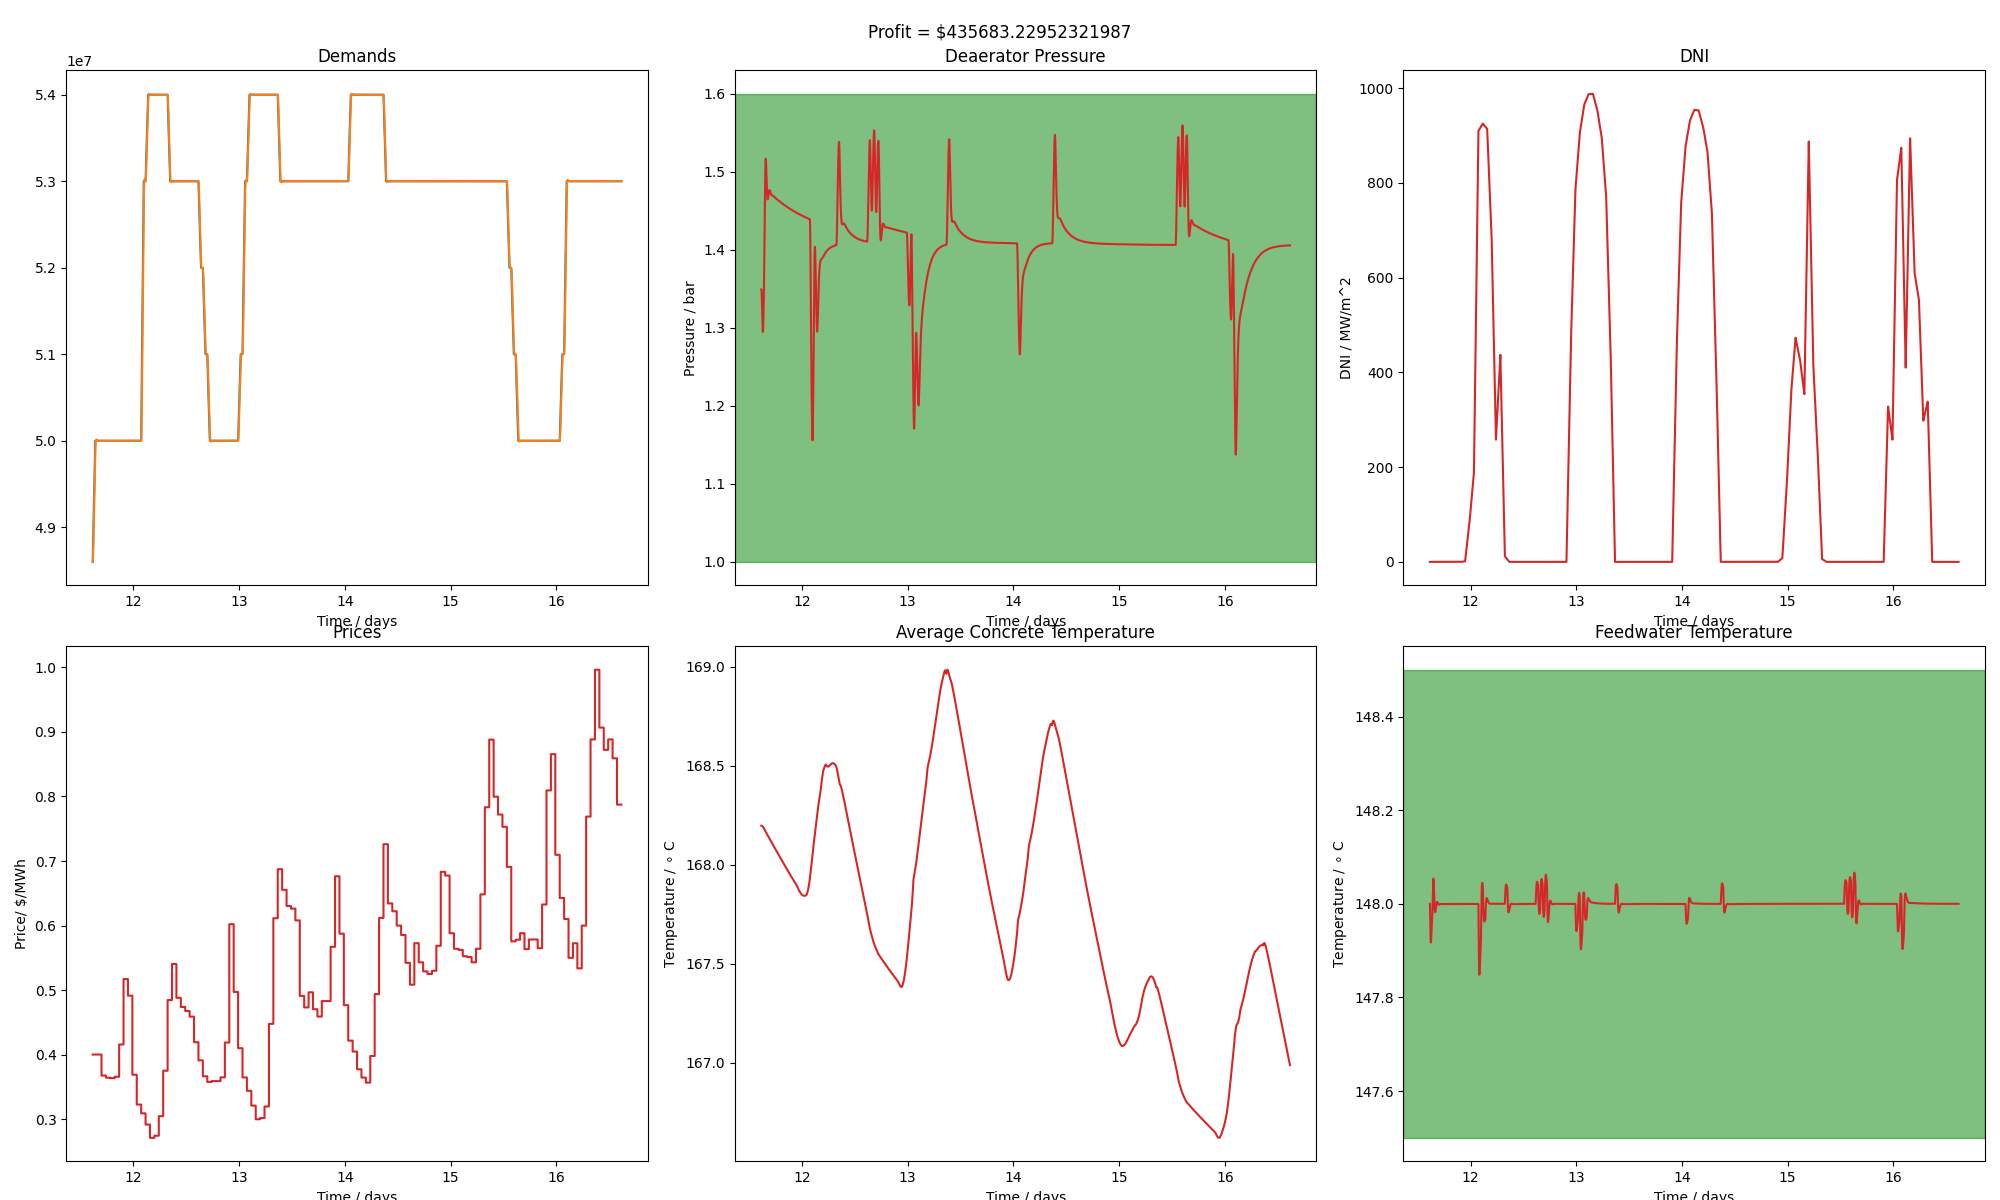 Profit = $435683.22952321987
Demands
1e7
5.4
5.3
5.2
5.1
5.0
4.9
12 13 14 15 16
Time / days
Deaerator Pressure
Pressure / bar
1.6
1.5
1.4
1.3
1.2
1.1
1.0
12 13 14 15 16
Time / days
DNI
DNI / MW/m^2
1000
800
600
400
200
0
12 13 14 15 16
Time / days
Prices
Price/ $/MWh
1.0
0.9
0.8
0.7
0.6
0.5
0.4
0.3
12 13 14 15 16
Time / days
Average Concrete Temperature
Temperature / ∘ C
169.0
168.5
168.0
167.5
167.0
12 13 14 15 16
Time / days
Feedwater Temperature
Temperature / ∘ C
148.4
148.2
148.0
147.8
147.6
12 13 14 15 16
Time / days